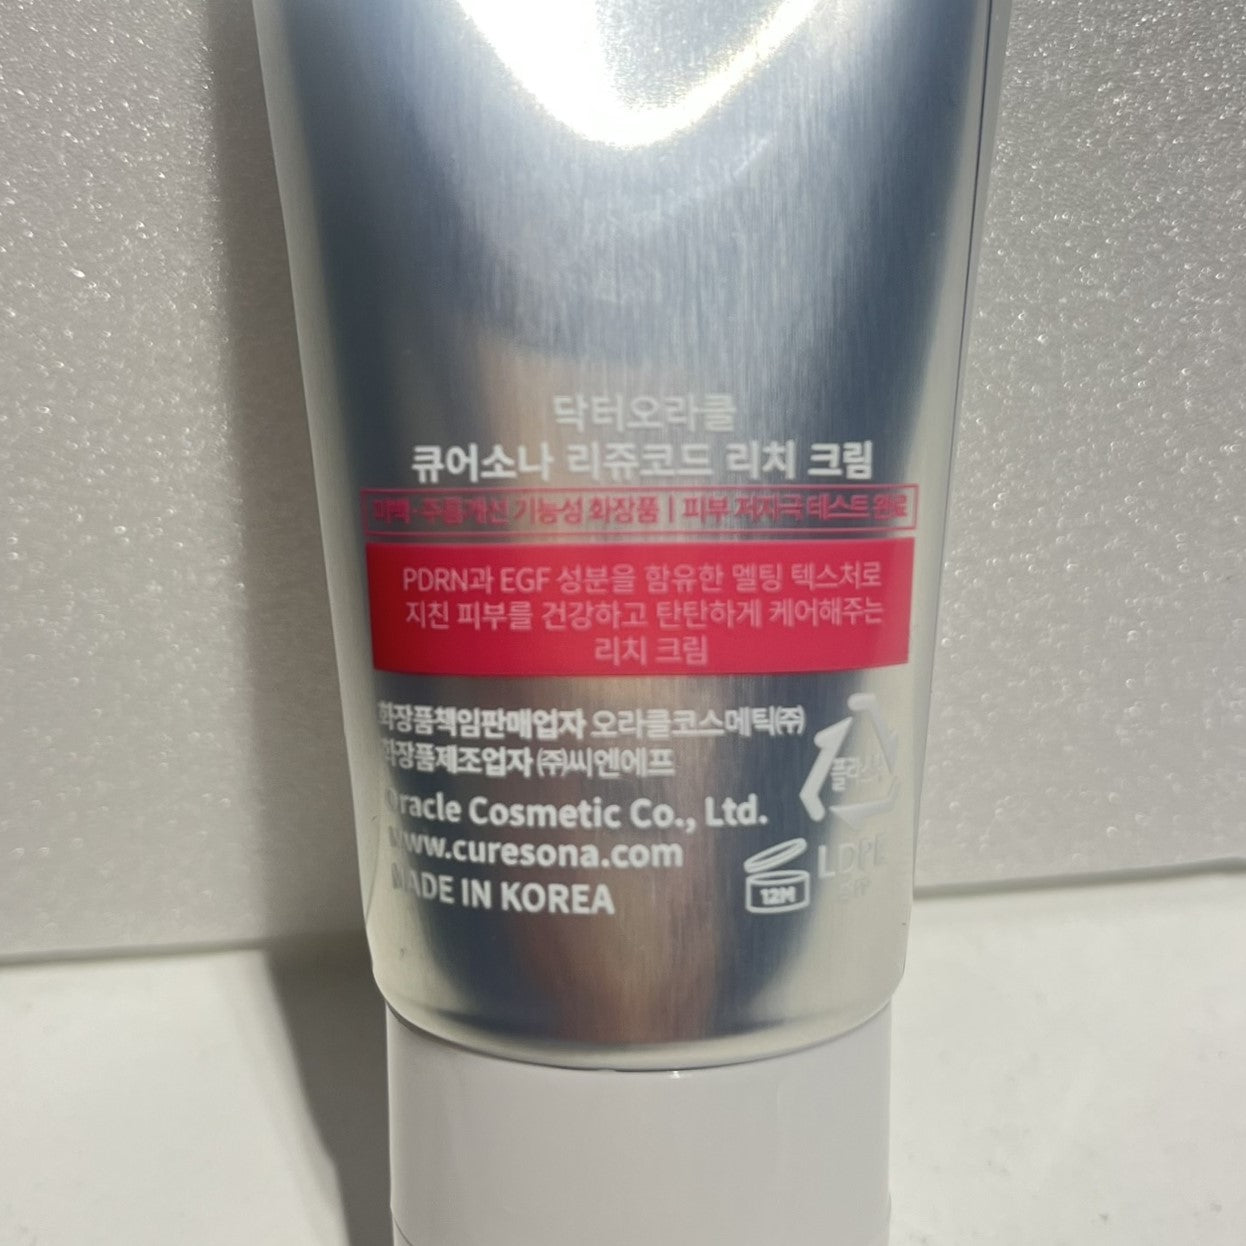 닥터오라클
큐어소나 리쥬코드 리치 크림
미백·주름개선 기능성 화장품 | 피부 저자극 테스트 완료
PDRN과 EGF 성분을 함유한 멜팅 텍스처로
지친 피부를 건강하고 탄탄하게 케어해주는
리치 크림
화장품책임판매업자 오라클코스메틱㈜
화장품제조업자 ㈜씨엔에프
Oracle Cosmetic Co., Ltd.
www.curesona.com
MADE IN KOREA
12M
LDPE